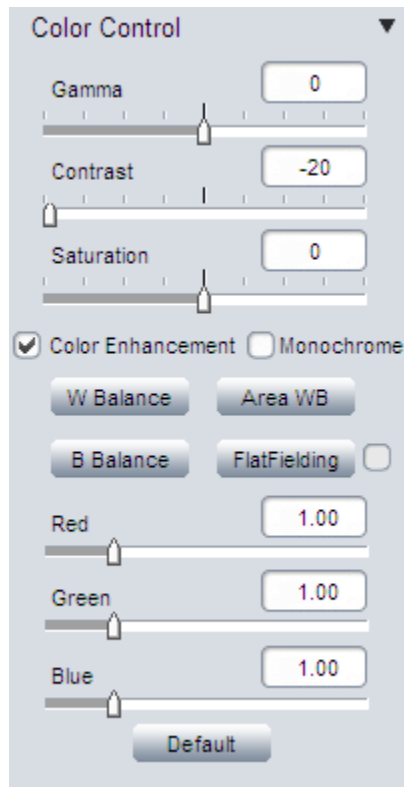 Color Control
Gamma 0
Contrast -20
Saturation 0
Color Enhancement Monochrome
W Balance Area WB
B Balance FlatFielding
Red 1.00
Green 1.00
Blue 1.00
Default